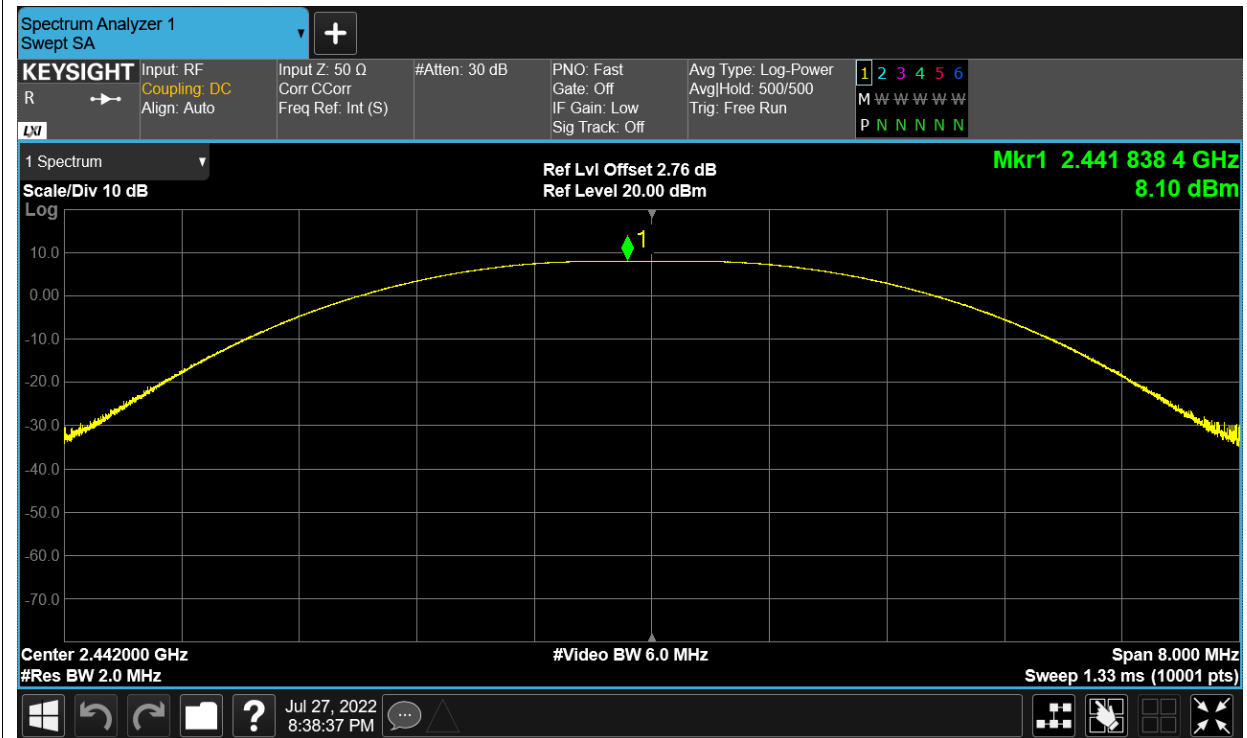 Spectrum Analyzer 1
Swept SA
KEYSIGHT
R
LXI
Input: RF
Coupling: DC
Align: Auto
Input Z: 50 Ω
Corr CCorr
Freq Ref: Int (S)
#Atten: 30 dB
PNO: Fast
Gate: Off
IF Gain: Low
Sig Track: Off
Avg Type: Log-Power
Avg|Hold: 500/500
Trig: Free Run
1 2 3 4 5 6
M W W W W W
P N N N N N
1 Spectrum
Scale/Div 10 dB
Log
Ref Lvl Offset 2.76 dB
Ref Level 20.00 dBm
Mkr1 2.441 838 4 GHz
8.10 dBm
1
10.0
0.00
-10.0
-20.0
-30.0
-40.0
-50.0
-60.0
-70.0
Center 2.442000 GHz
#Res BW 2.0 MHz
#Video BW 6.0 MHz
Span 8.000 MHz
Sweep 1.33 ms (10001 pts)
?
Jul 27, 2022
8:38:37 PM